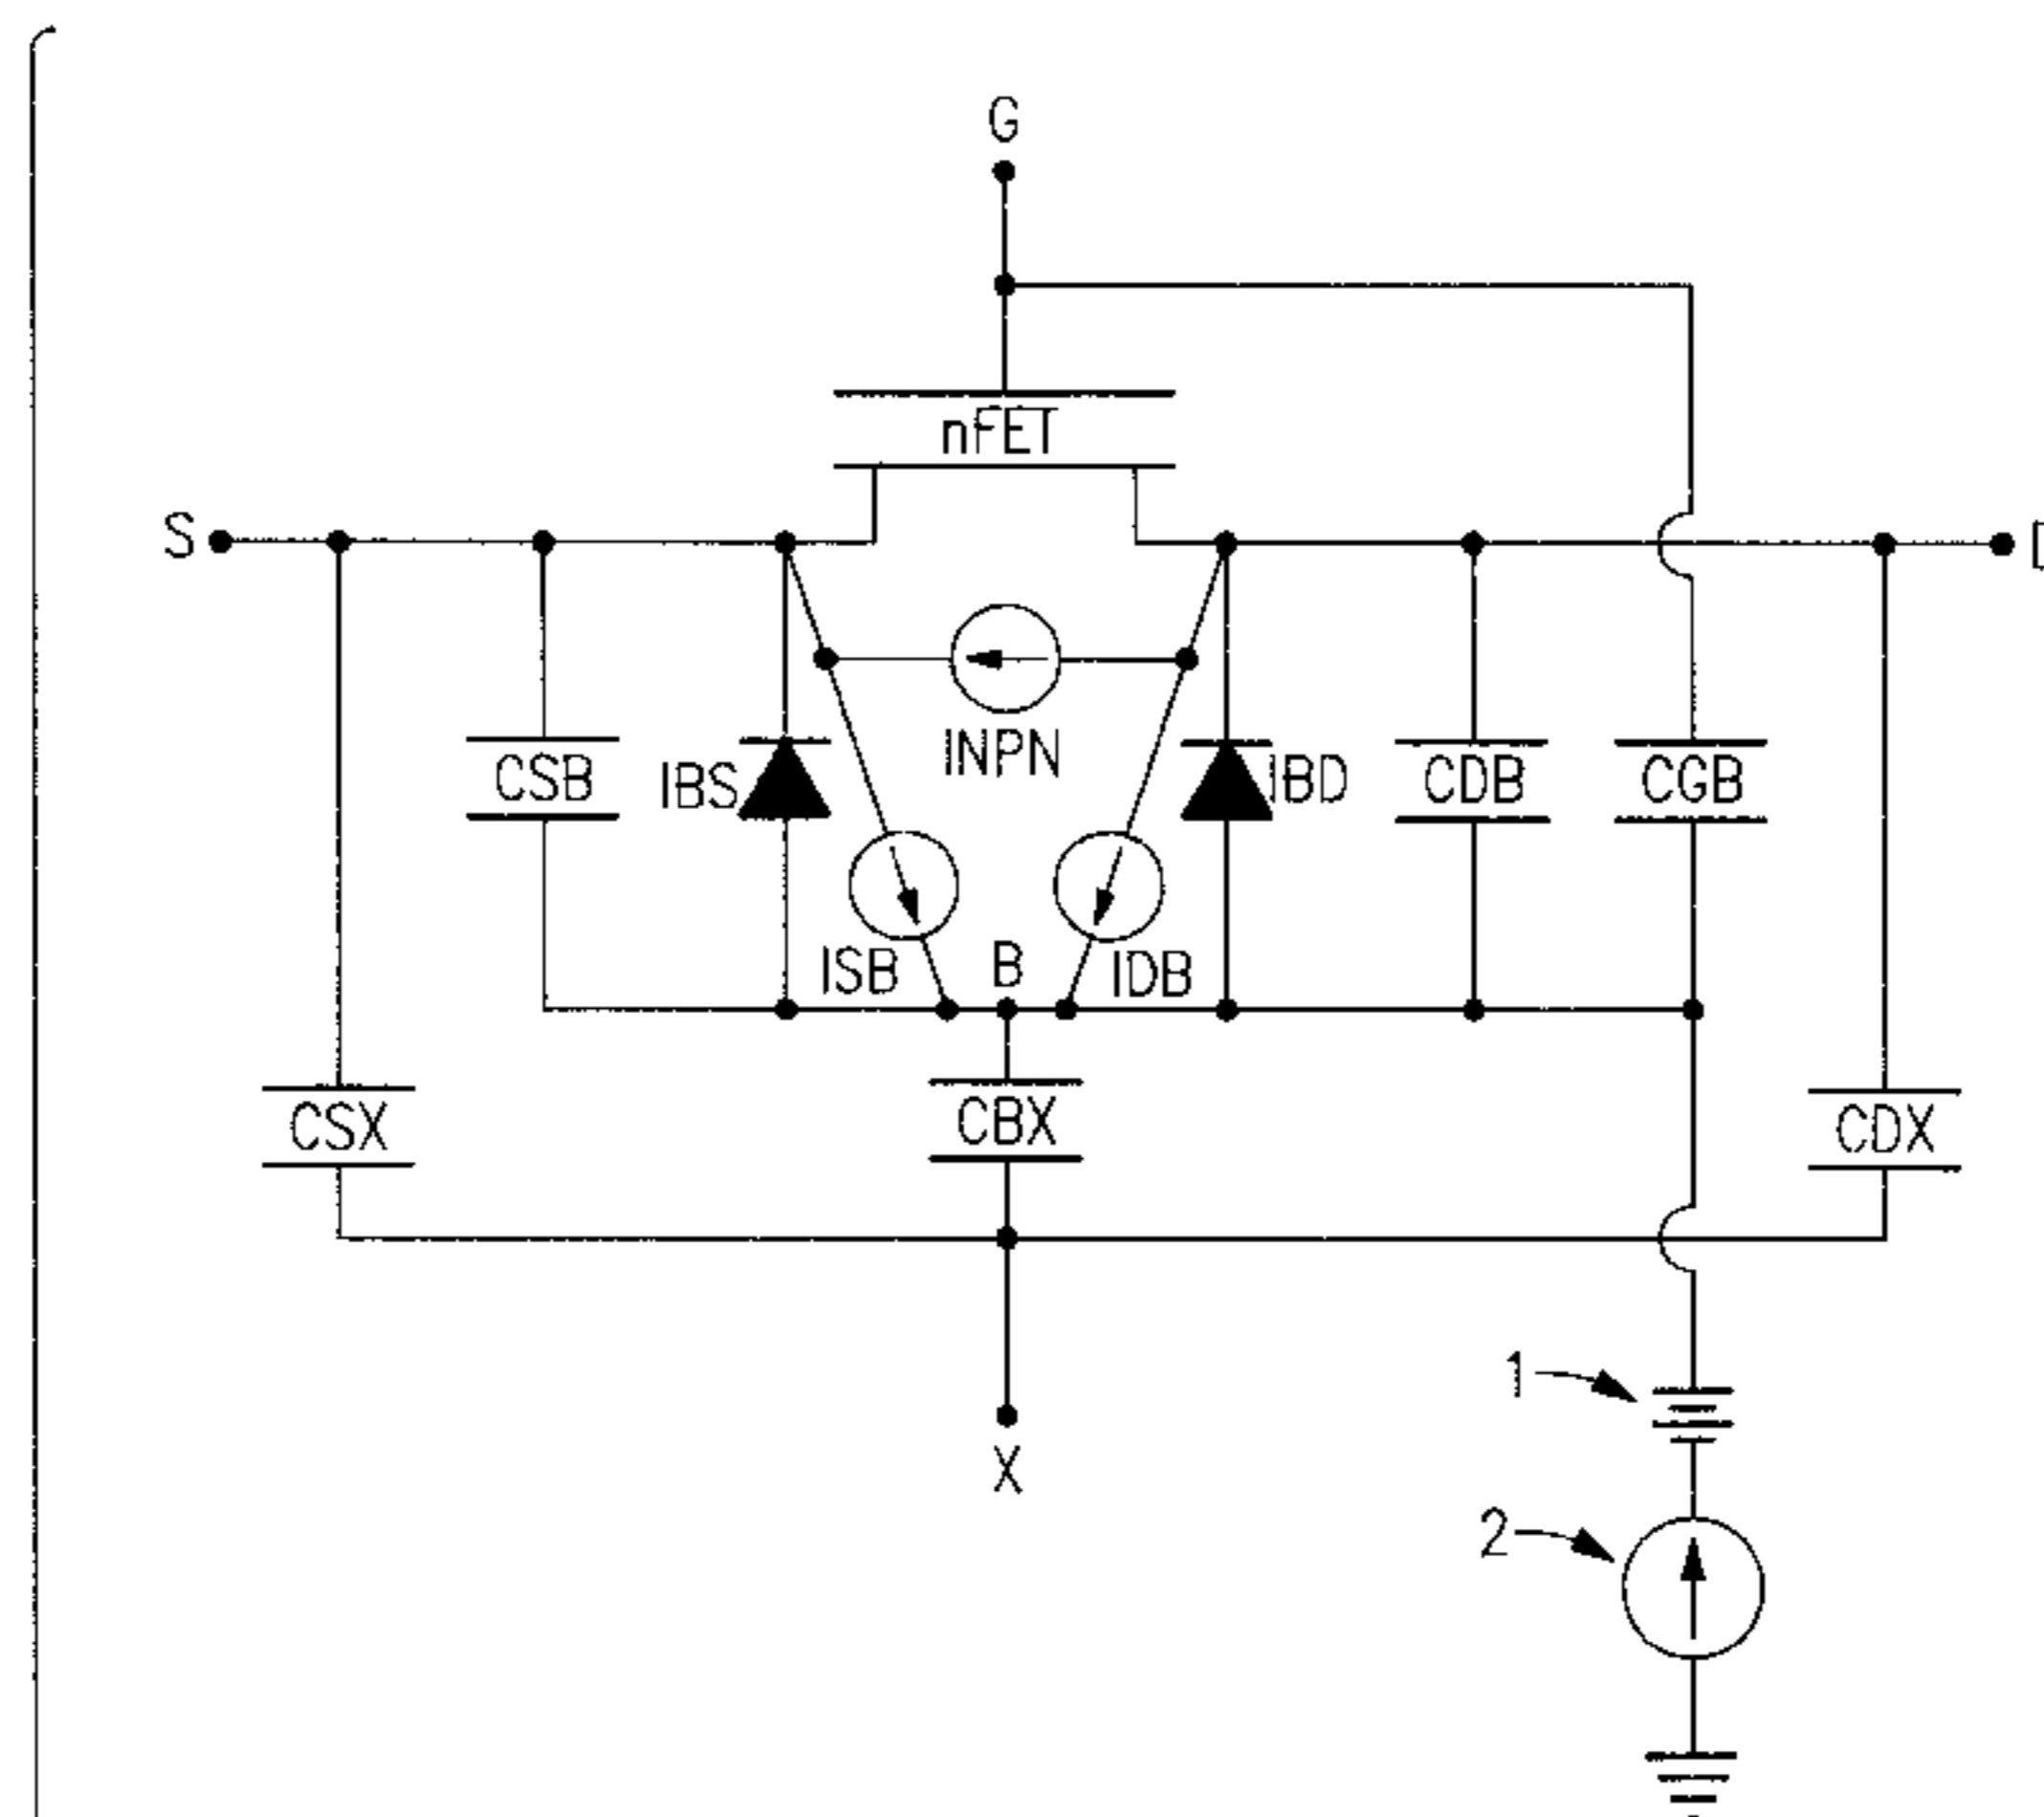 G
nFET
S
INPN
CSB
IBS
IBD
CDB
CGB
ISB
B
IDB
CSX
CBX
CDX
1
X
2